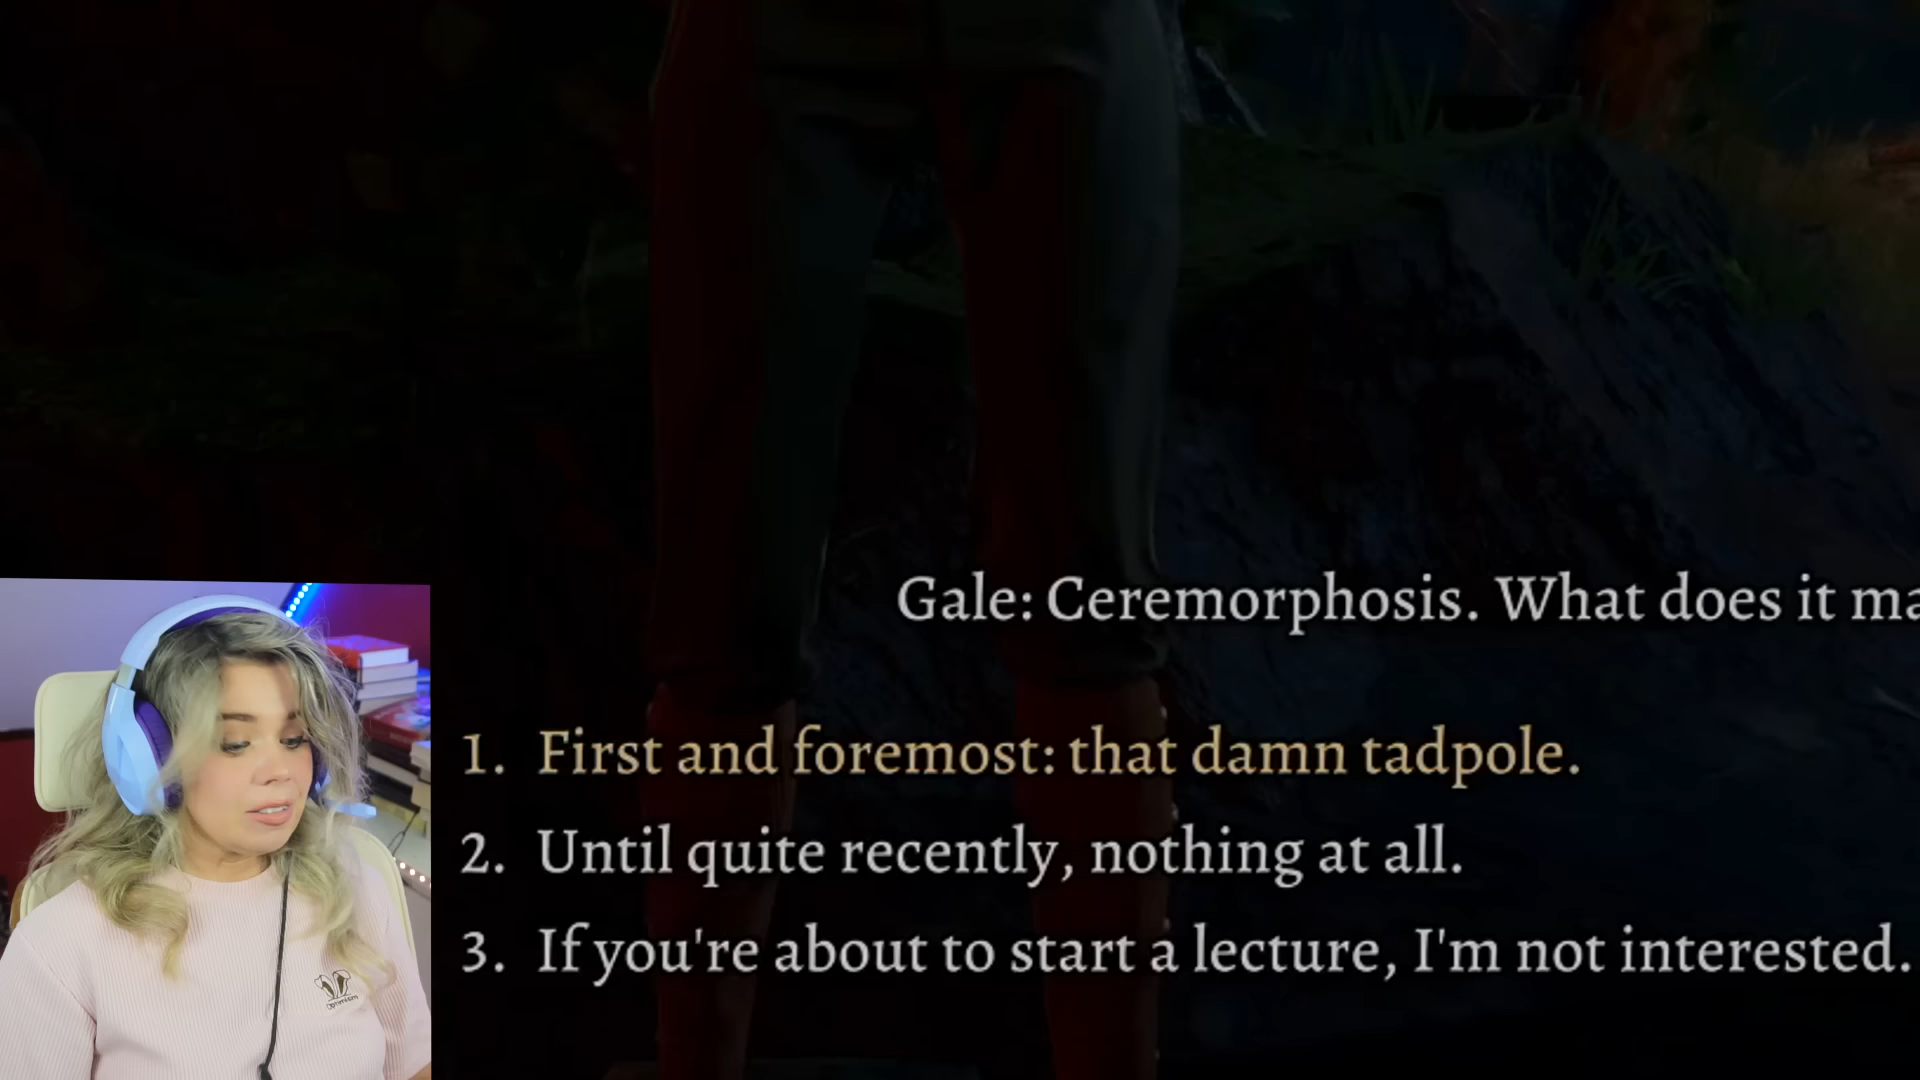 Gale: Ceremorphosis. What does it ma
1. First and foremost: that damn tadpole.
2. Until quite recently, nothing at all.
3. If you're about to start a lecture, I'm not interested.